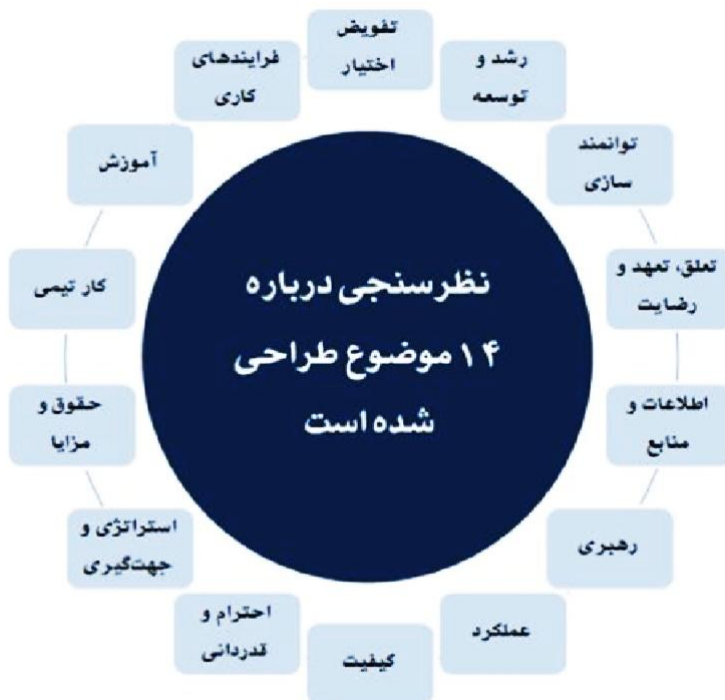 تفویض
اختیار
رشد و
توسعه
توانمند
سازی
تعلق، تعهد و
رضایت
اطلاعات و
منابع
رهبری
عملکرد
کیفیت
احترام و
قدردانی
استراتژی و
جهت‌گیری
حقوق و
مزایا
کار تیمی
آموزش
فرایندهای
کاری
نظرسنجی درباره
۱۴ موضوع طراحی
شده است